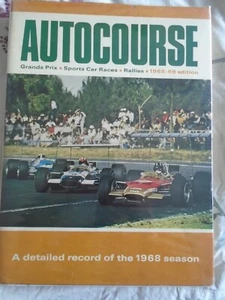 AUTOCOURSE
Grands Prix • Sports Car Races • Rallies • 1968-69 edition
A detailed record of the 1968 season